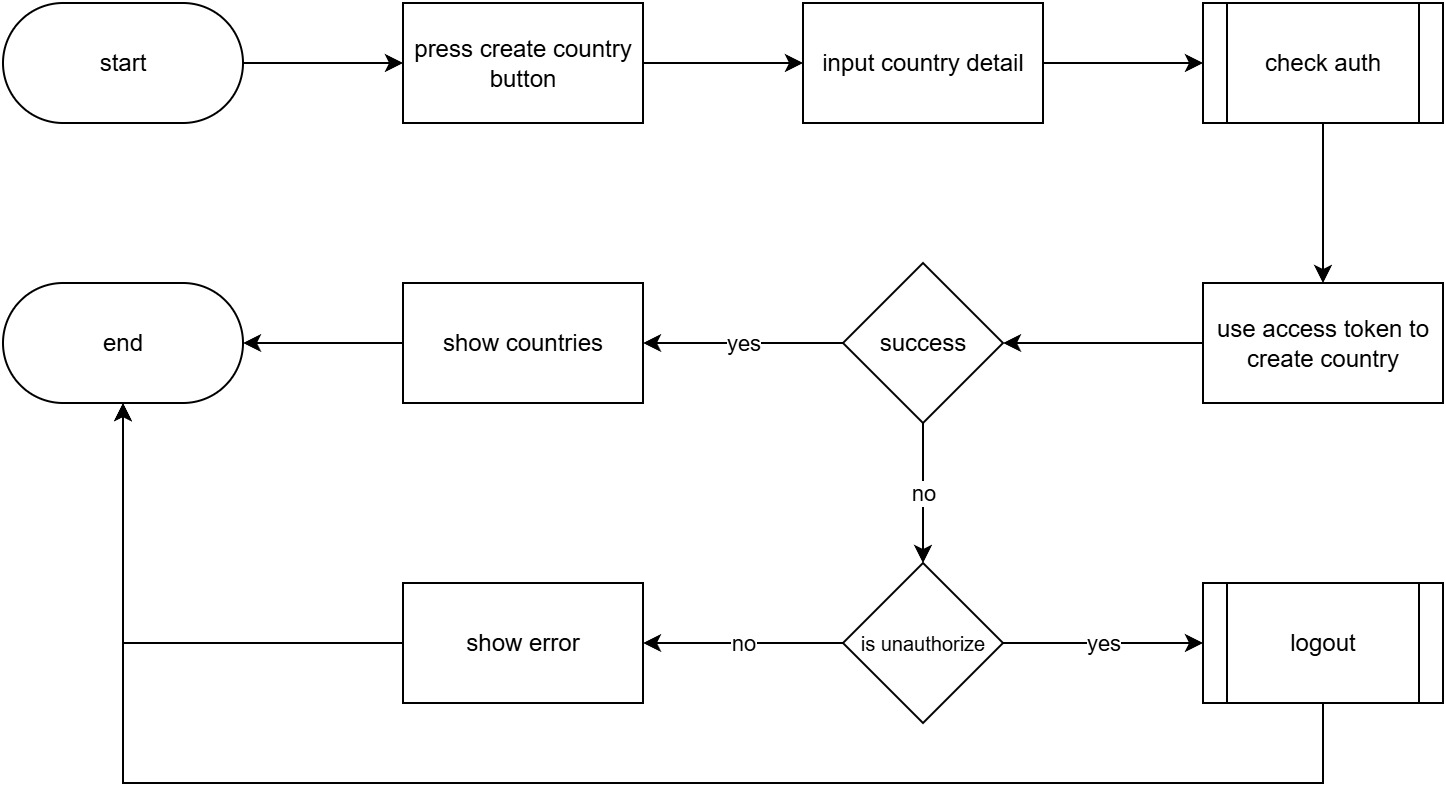 start
press create country
button
input country detail
check auth
end
show countries
yes
success
use access token to
create country
no
show error
no
is unauthorize
yes
logout